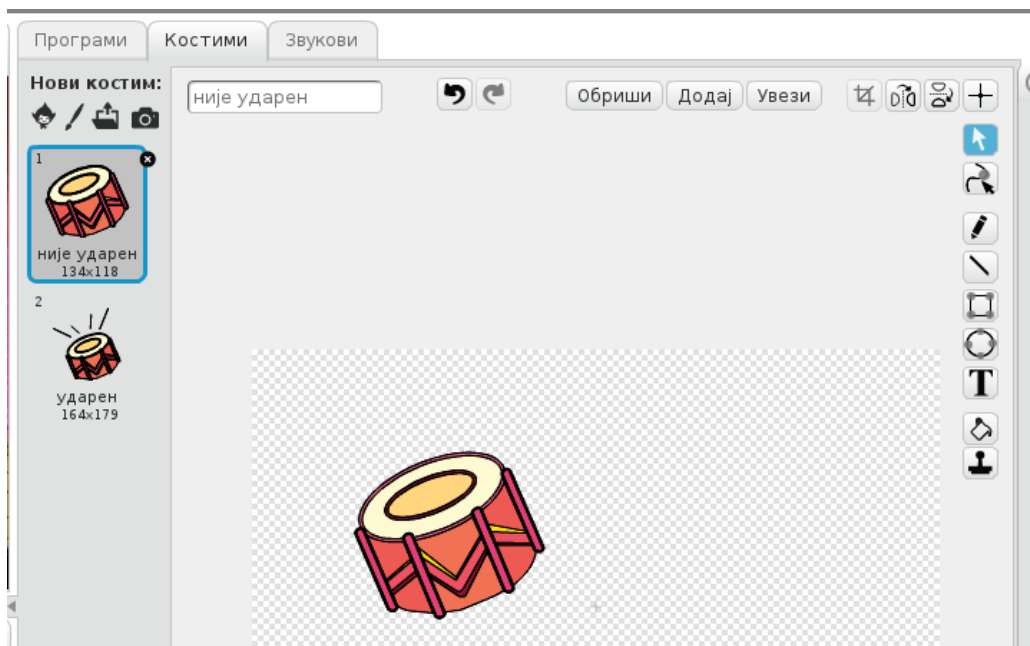 Програми Костими Звукови
Нови костим:
није ударен
Обриши Додај Увези
1
није ударен
134x118
2
ударен
164x179
T